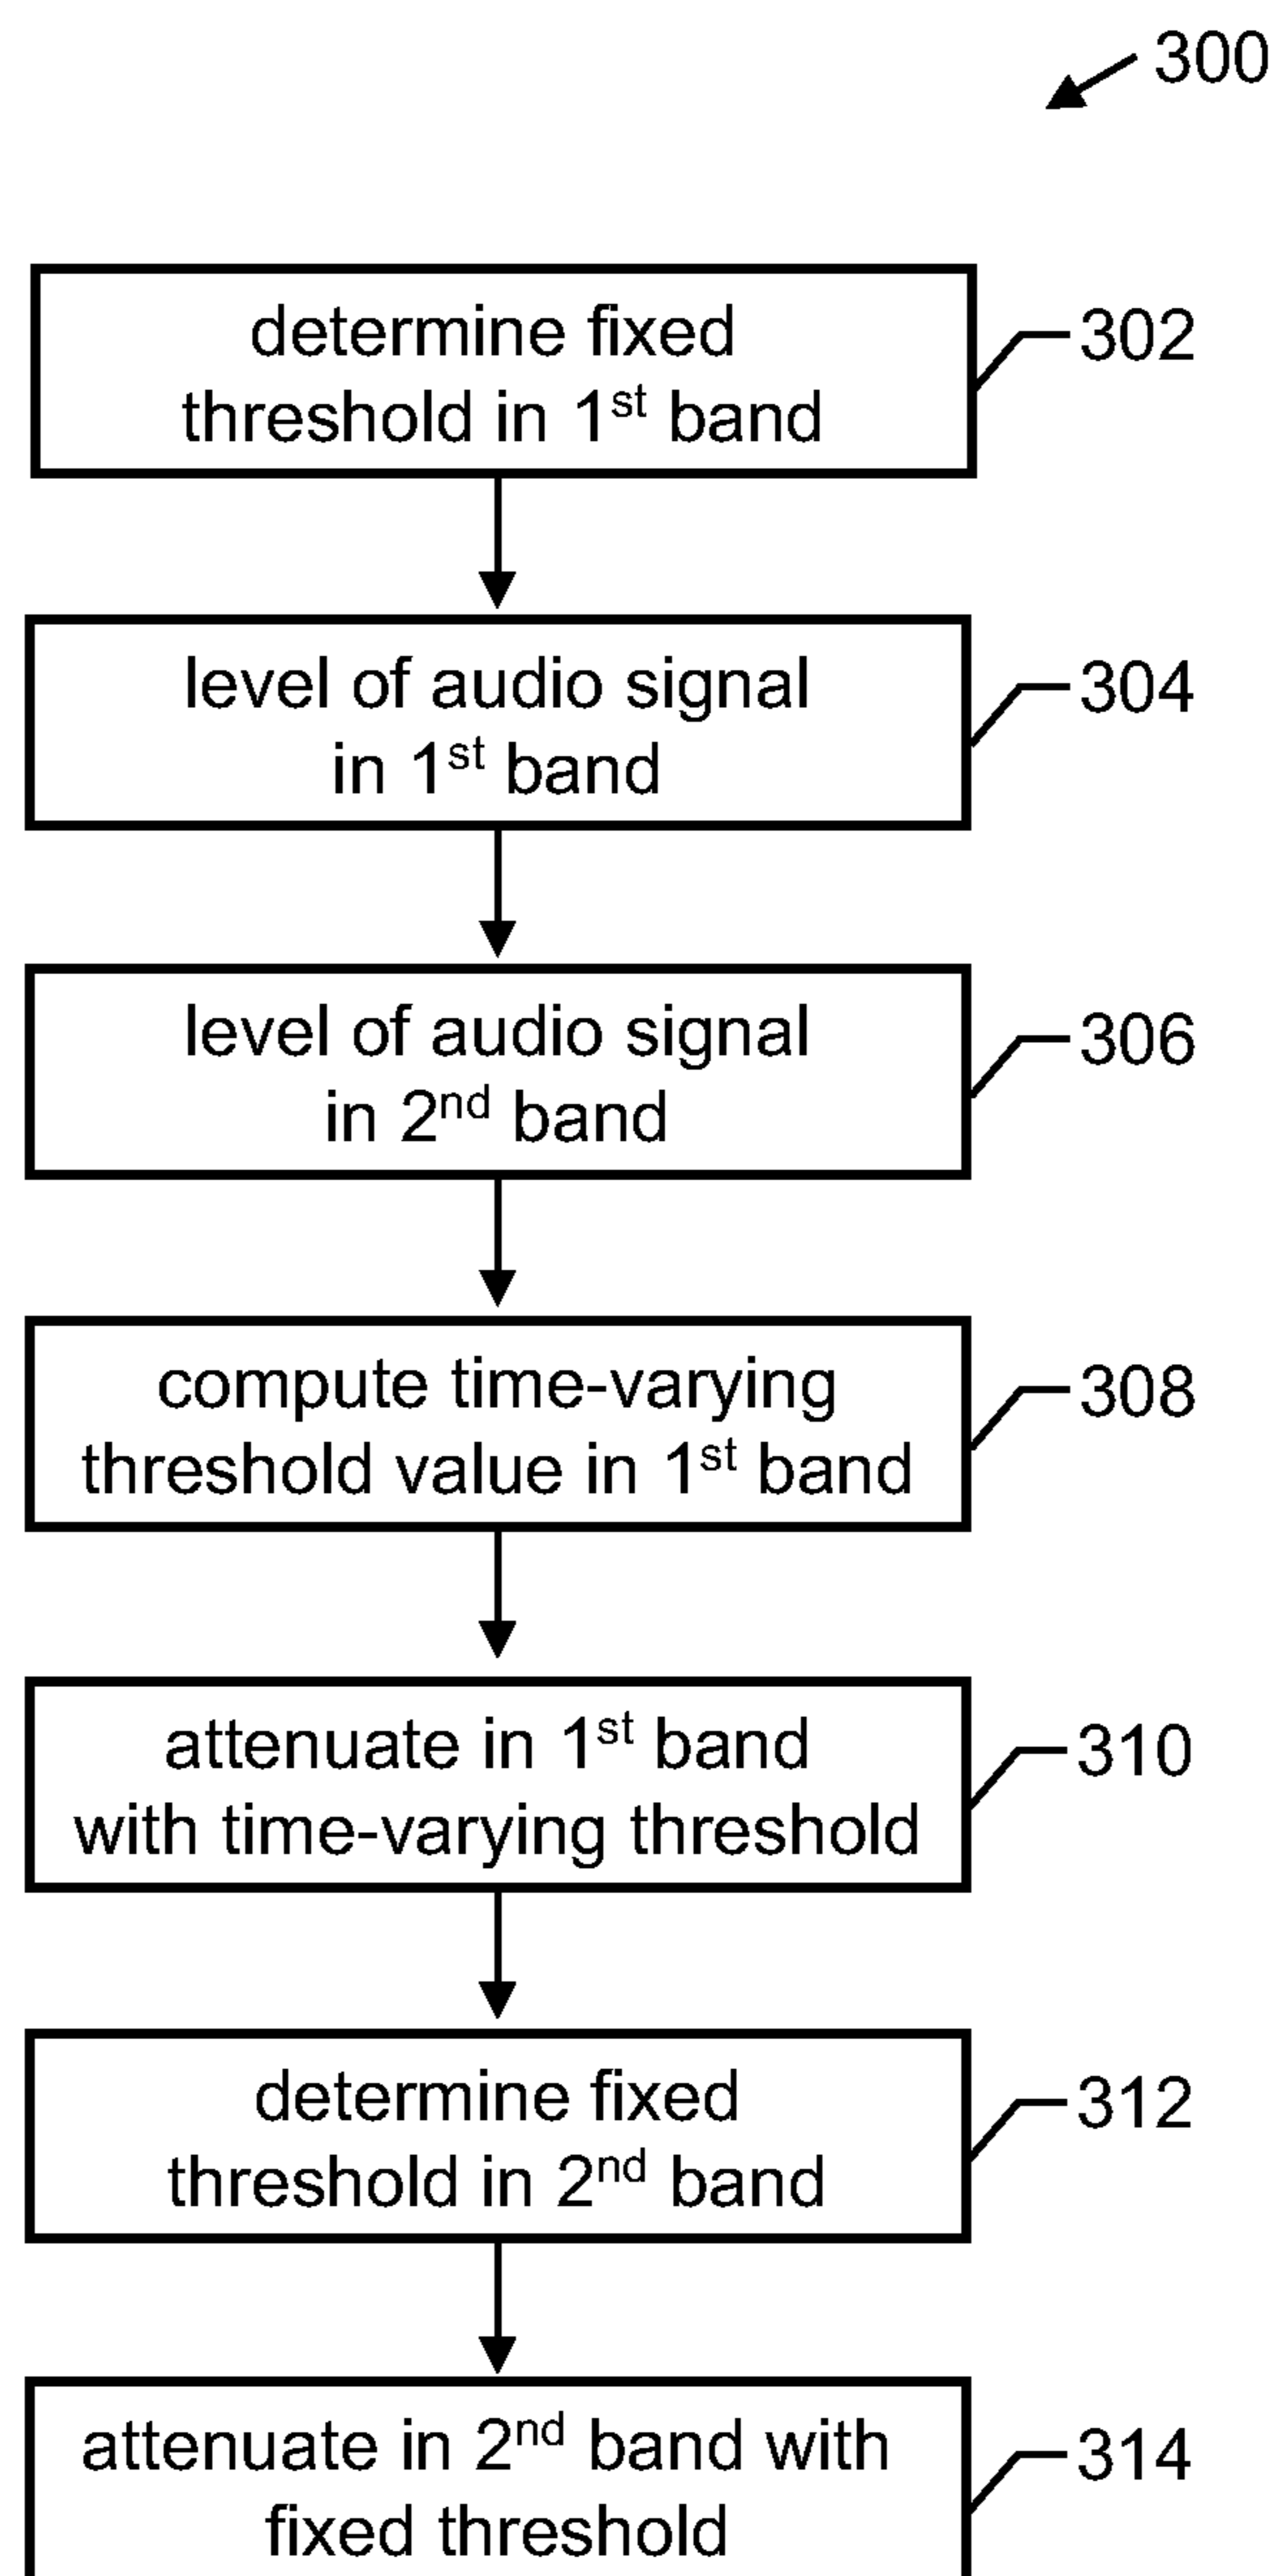 300
determine fixed
threshold in 1st band
302
level of audio signal
in 1st band
304
level of audio signal
in 2nd band
306
compute time-varying
threshold value in 1st band
308
attenuate in 1st band
with time-varying threshold
310
determine fixed
threshold in 2nd band
312
attenuate in 2nd band with
fixed threshold
314